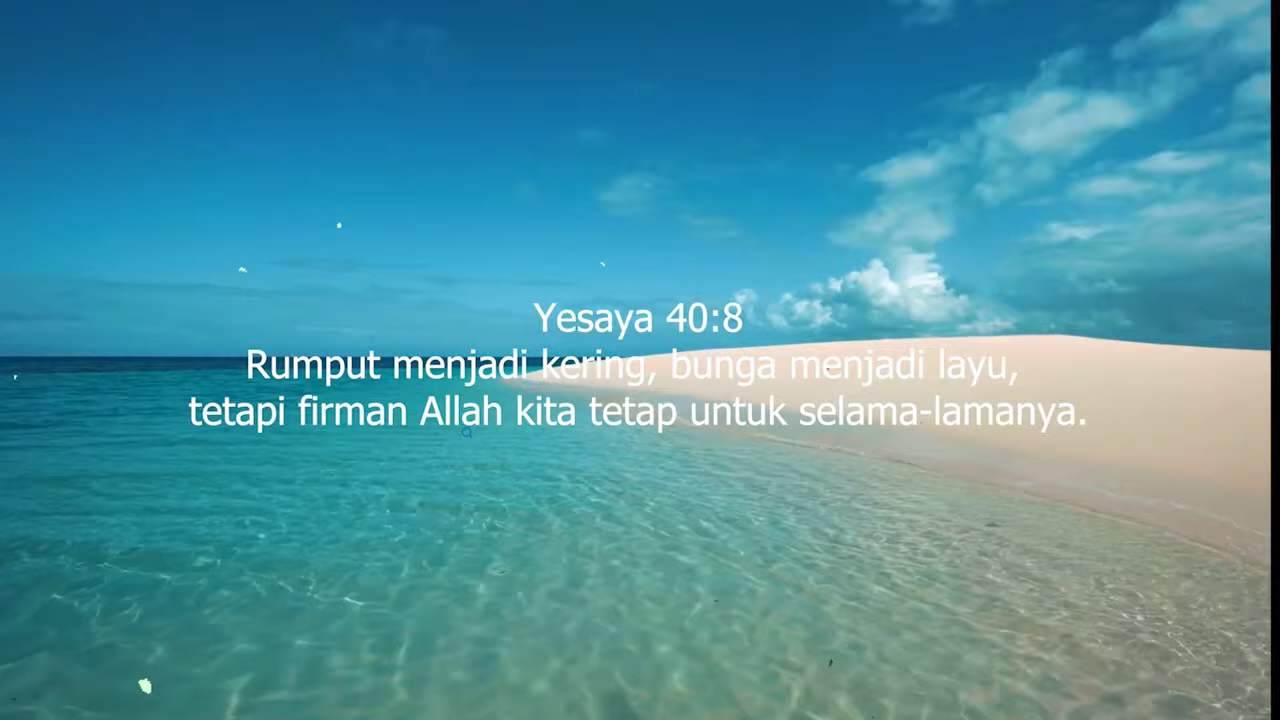 Yesaya 40:8
Rumput menjadi kering, bunga menjadi layu,
tetapi firman Allah kita tetap untuk selama-lamanya.